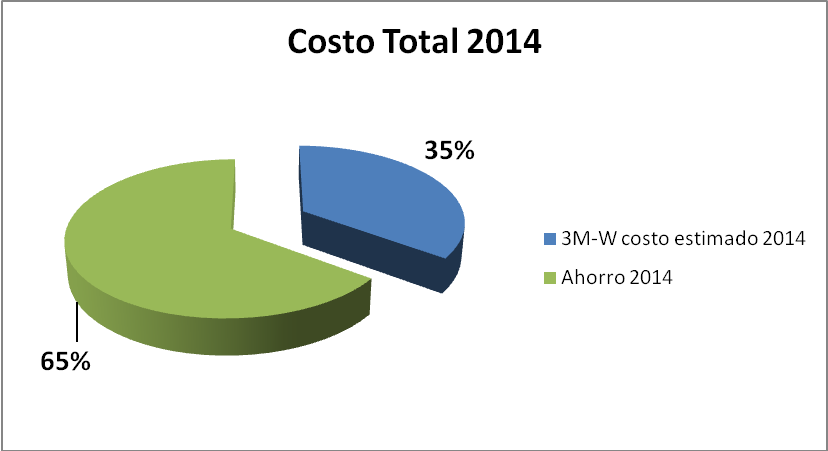 Costo Total 2014
35%
3M-W costo estimado 2014
Ahorro 2014
65%